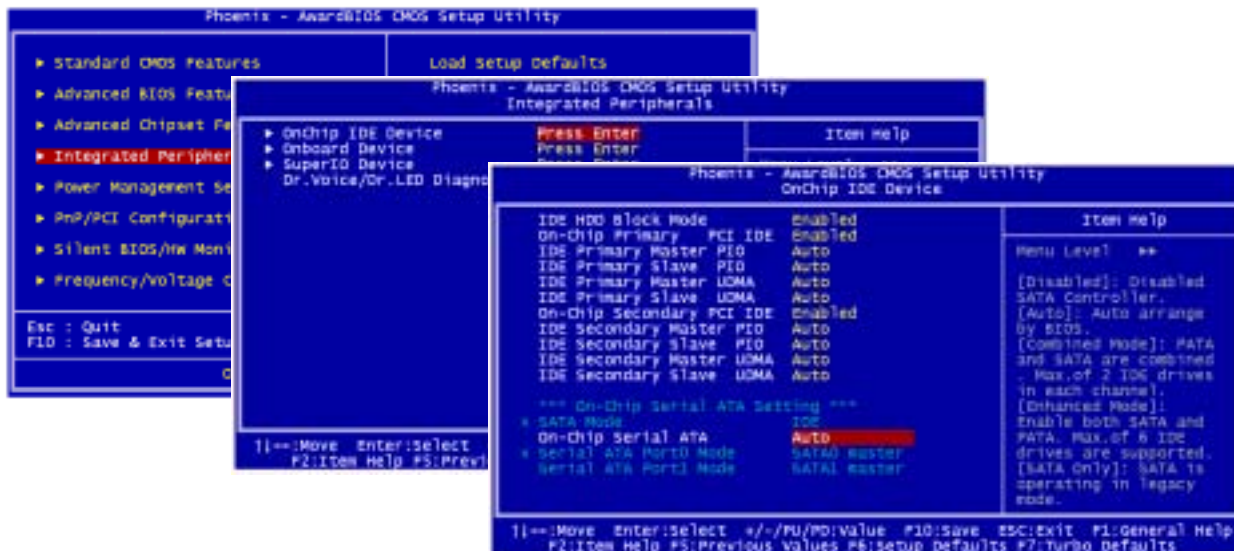 Phoenix - AwardBIOS CMOS Setup Utility
▶ Standard CMOS Features
Load Setup Defaults
▶ Advanced BIOS Featu
▶ Advanced Chipset Fe
▶ Integrated Peripher
▶ Power Management Se
▶ PnP/PCI Configurati
▶ Silent BIOS/HW Moni
▶ Frequency/Voltage C
Esc : Quit
F10 : Save & Exit Setu
Phoenix - AwardBIOS CMOS Setup Utility
Integrated Peripherals
▶ OnChip IDE Device Press Enter
▶ Onboard Device Press Enter
▶ SuperIO Device Press Enter
Dr.Voice/Dr.LED Diagno
Item Help
Menu Level
↑↓←→:Move Enter:Select
F2:Item Help F5:Previ
Phoenix - AwardBIOS CMOS Setup Utility
OnChip IDE Device
IDE HDD Block Mode Enabled
On-Chip Primary PCI IDE Enabled
IDE Primary Master PIO Auto
IDE Primary Slave PIO Auto
IDE Primary Master UDMA Auto
IDE Primary Slave UDMA Auto
On-Chip Secondary PCI IDE Enabled
IDE Secondary Master PIO Auto
IDE Secondary Slave PIO Auto
IDE Secondary Master UDMA Auto
IDE Secondary Slave UDMA Auto
*** On-Chip Serial ATA Setting ***
x SATA Mode IDE
On-Chip Serial ATA Auto
x Serial ATA Port0 Mode SATA0 master
Serial ATA Port1 Mode SATA1 master
Item Help
Menu Level ▶▶
[Disabled]: Disabled
SATA Controller.
[Auto]: Auto arrange
by BIOS.
[Combined Mode]: PATA
and SATA are combined
. Max.of 2 IDE drives
in each channel.
[Enhanced Mode]:
Enable both SATA and
PATA. Max.of 6 IDE
drives are supported.
[SATA Only]: SATA is
operating in legacy
mode.
↑↓←→:Move Enter:Select +/-/PU/PD:Value F10:Save ESC:Exit F1:General Help
F2:Item Help F5:Previous Values F6:Setup Defaults F7:Turbo Defaults